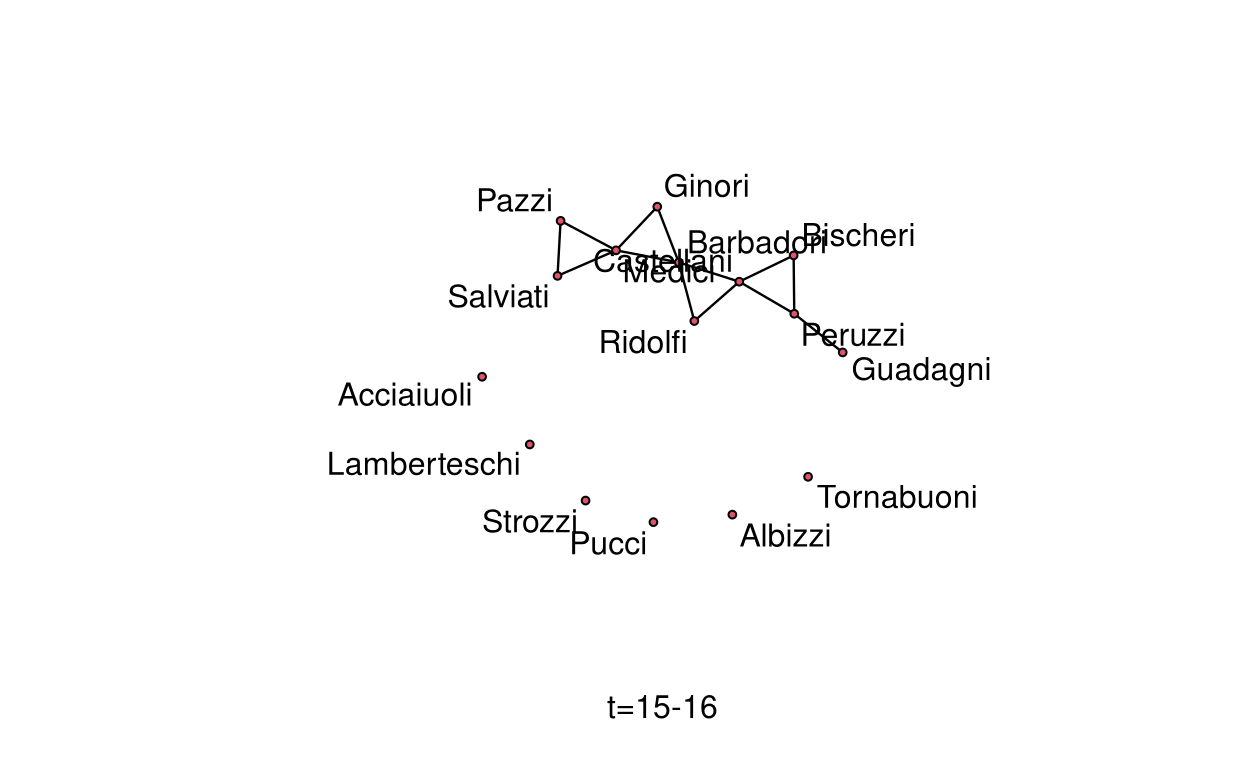 Ginori
Pazzi
Bischeri
Barbadori
Castellani
Medici
Salviati
Peruzzi
Ridolfi
Guadagni
Acciaiuoli
Lamberteschi
Tornabuoni
Strozzi
Albizzi
Pucci
t=15-16